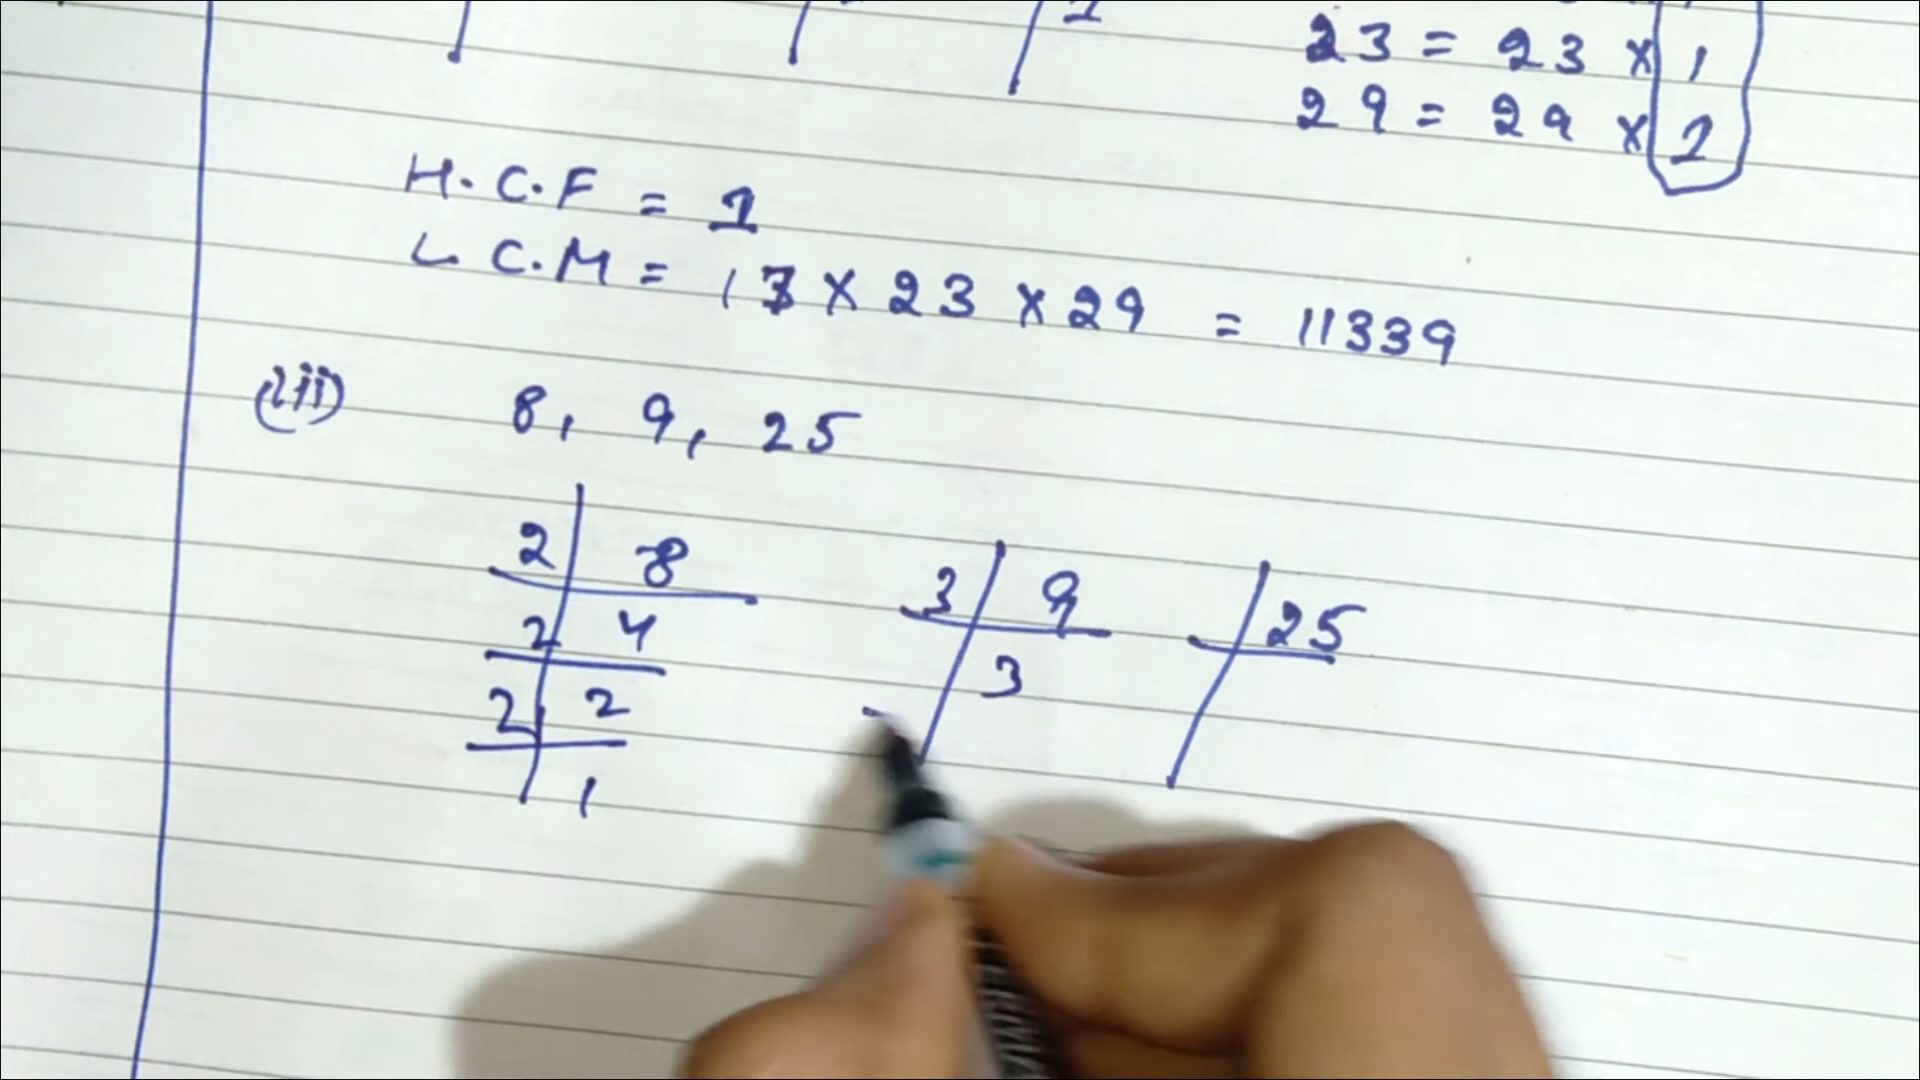 23 = 23 × 1
29 = 29 × 1
H.C.F = 1
L.C.M = 17 × 23 × 29 = 11339
(iii) 8, 9, 25
2 8 3 9 25
2 4 3
2 2
1